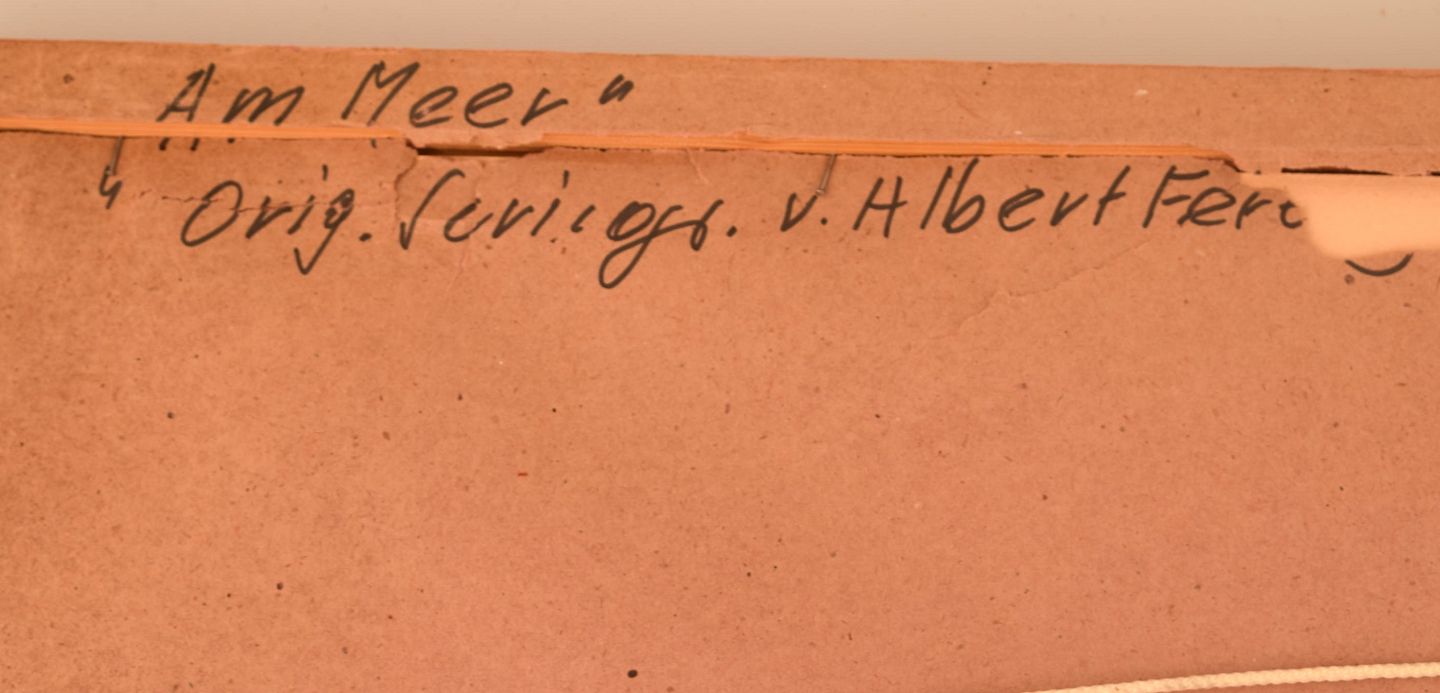 „Am Meer"
Orig. Serigr. v. Albert